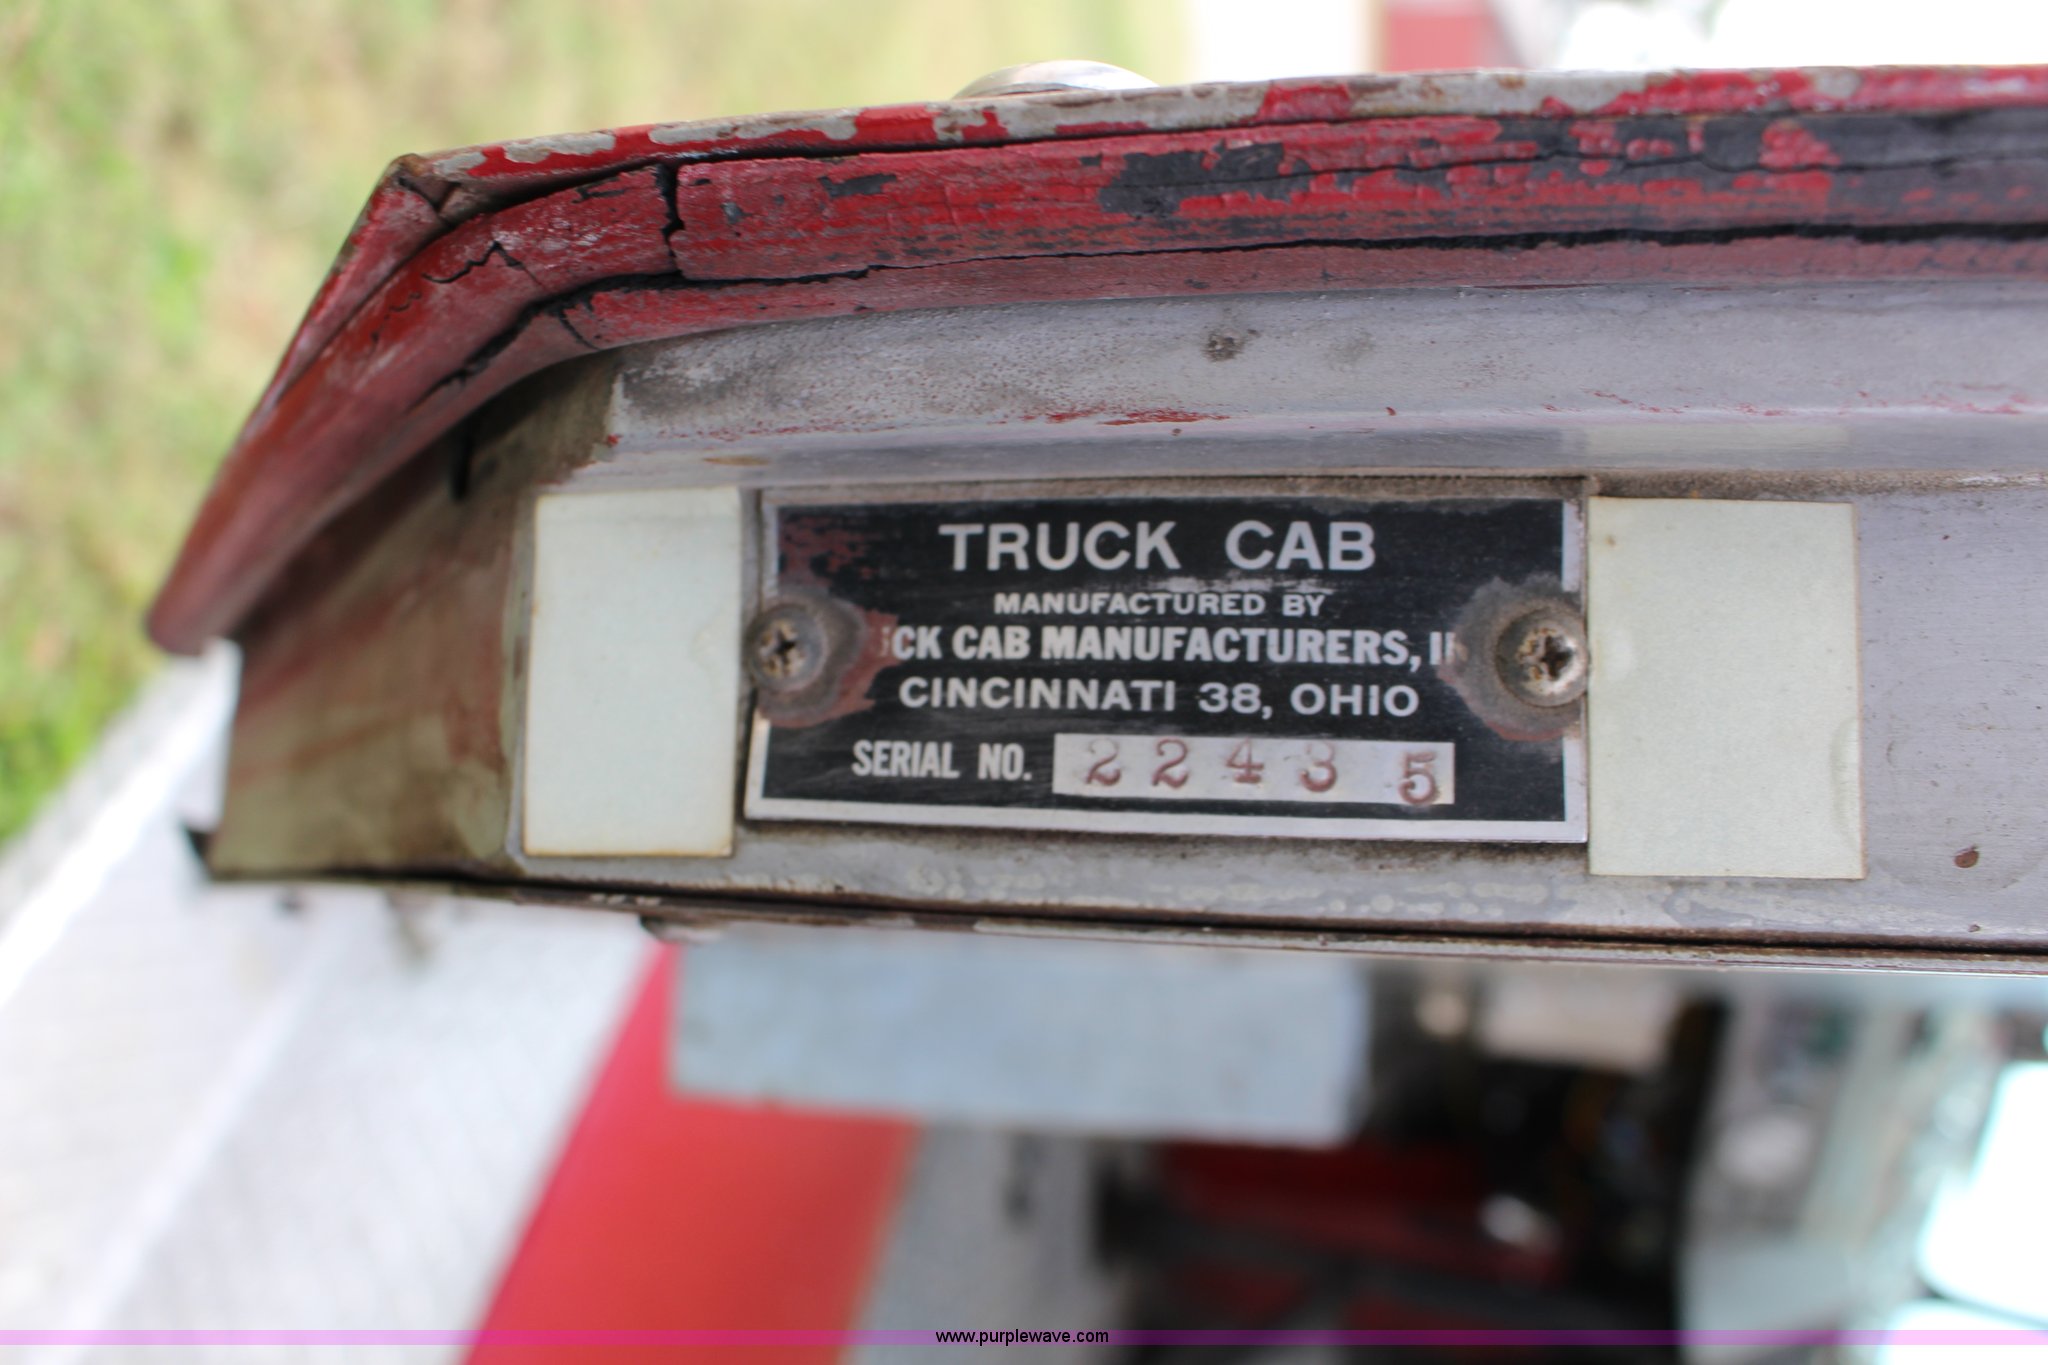 TRUCK CAB
MANUFACTURED BY
CK CAB MANUFACTURERS, I
CINCINNATI 38, OHIO
SERIAL NO. 22435
www.purplewave.com